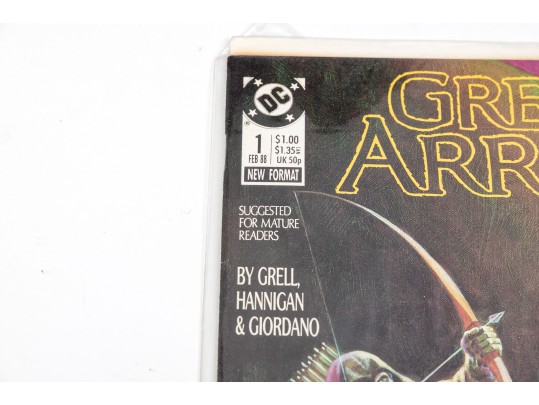 DC
1
FEB 88
$1.00
$1.35
UK 50p
NEW FORMAT
GRE
ARR
SUGGESTED
FOR MATURE
READERS
BY GRELL,
HANNIGAN
& GIORDANO